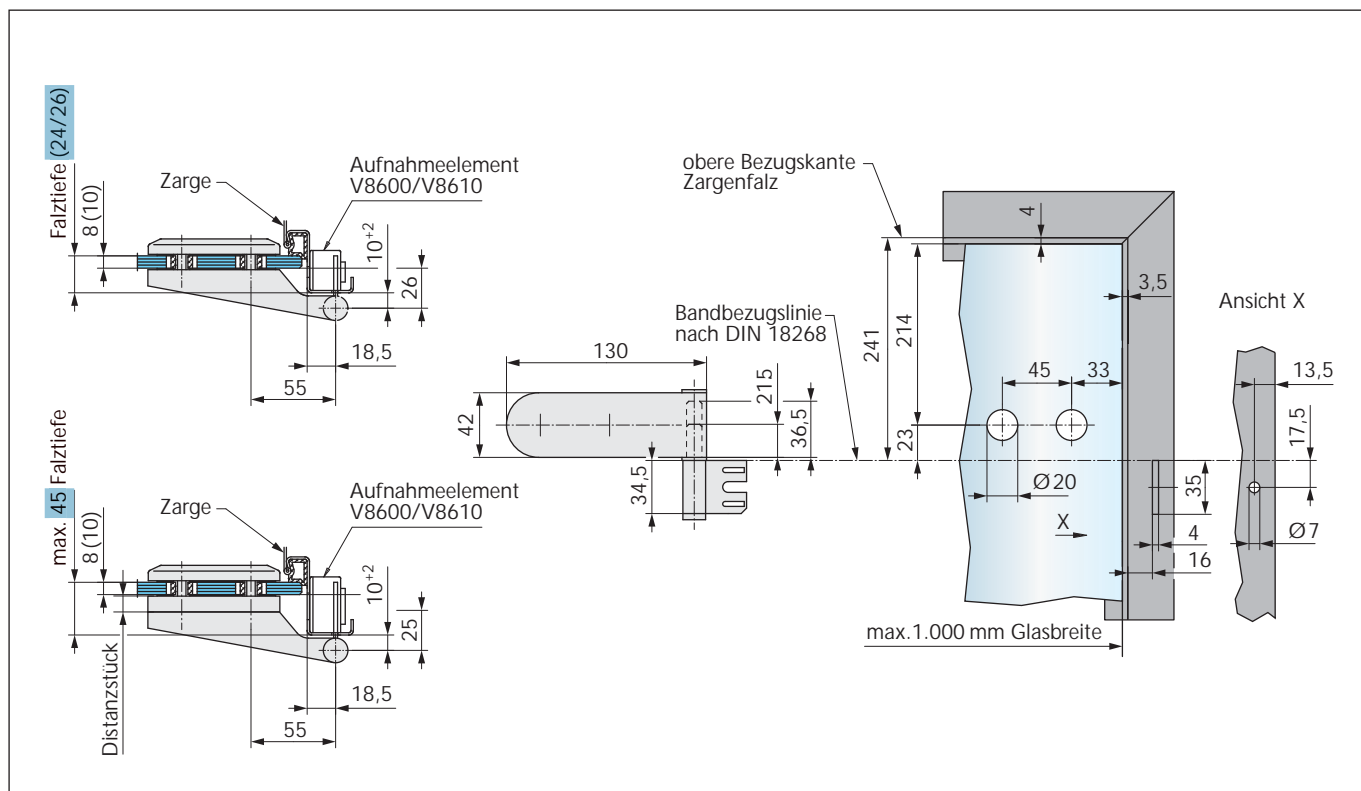 Falztiefe (24/26)
8 (10)
Zarge
Aufnahmeelement
V8600/V8610
10+2
26
18,5
55
max. 45 Falztiefe
8 (10)
Zarge
Aufnahmeelement
V8600/V8610
10+2
25
Distanzstück
18,5
55
130
42
215
36,5
34,5
obere Bezugskante
Zargenfalz
Bandbezugslinie
nach DIN 18268
4
241
214
3,5
45
33
23
Ø 20
X
35
4
16
max.1.000 mm Glasbreite
Ansicht X
13,5
17,5
Ø 7